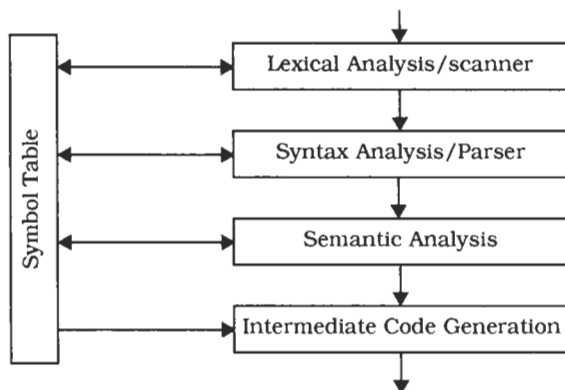 Symbol Table
Lexical Analysis/scanner
Syntax Analysis/Parser
Semantic Analysis
Intermediate Code Generation